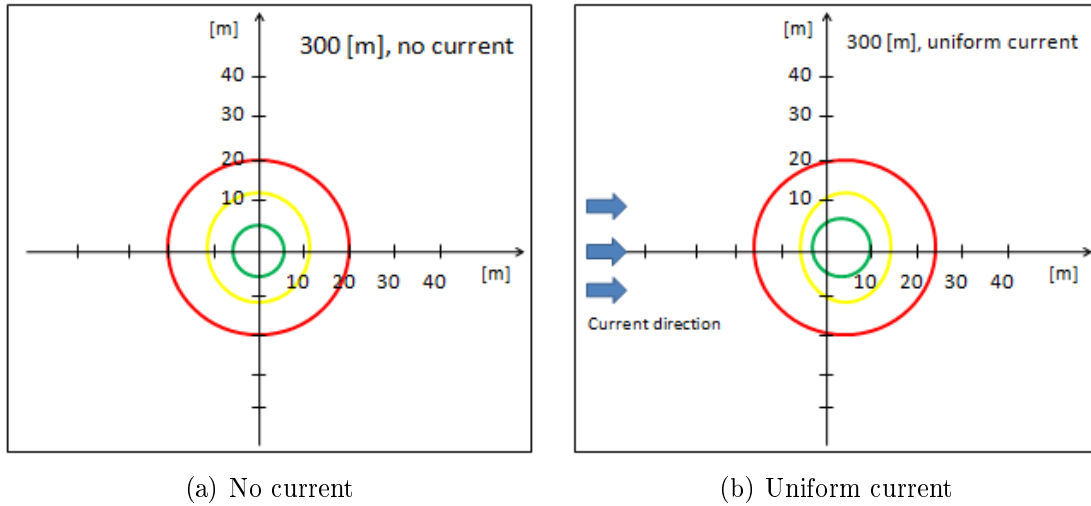 [m]
300 [m], no current
40
30
20
10
10 20 30 40
[m]
(a) No current
[m]
300 [m], uniform current
40
30
20
10
10 20 30 40
[m]
Current direction
(b) Uniform current